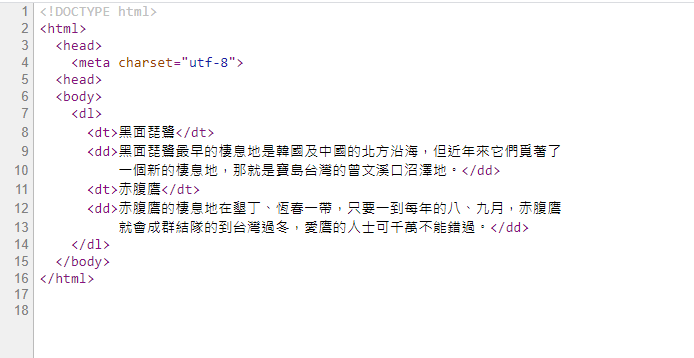 1 <!DOCTYPE html>
2 <html>
3   <head>
4     <meta charset="utf-8">
5   <head>
6   <body>
7     <dl>
8       <dt>黑面琵鷺</dt>
9       <dd>黑面琵鷺最早的棲息地是韓國及中國的北方沿海，但近年來它們覓著了
10           一個新的棲息地，那就是寶島台灣的曾文溪口沼澤地。</dd>
11       <dt>赤腹鷹</dt>
12       <dd>赤腹鷹的棲息地在墾丁、恆春一帶，只要一到每年的八、九月，赤腹鷹
13           就會成群結隊的到台灣過冬，愛鷹的人士可千萬不能錯過。</dd>
14     </dl>
15   </body>
16 </html>
17
18